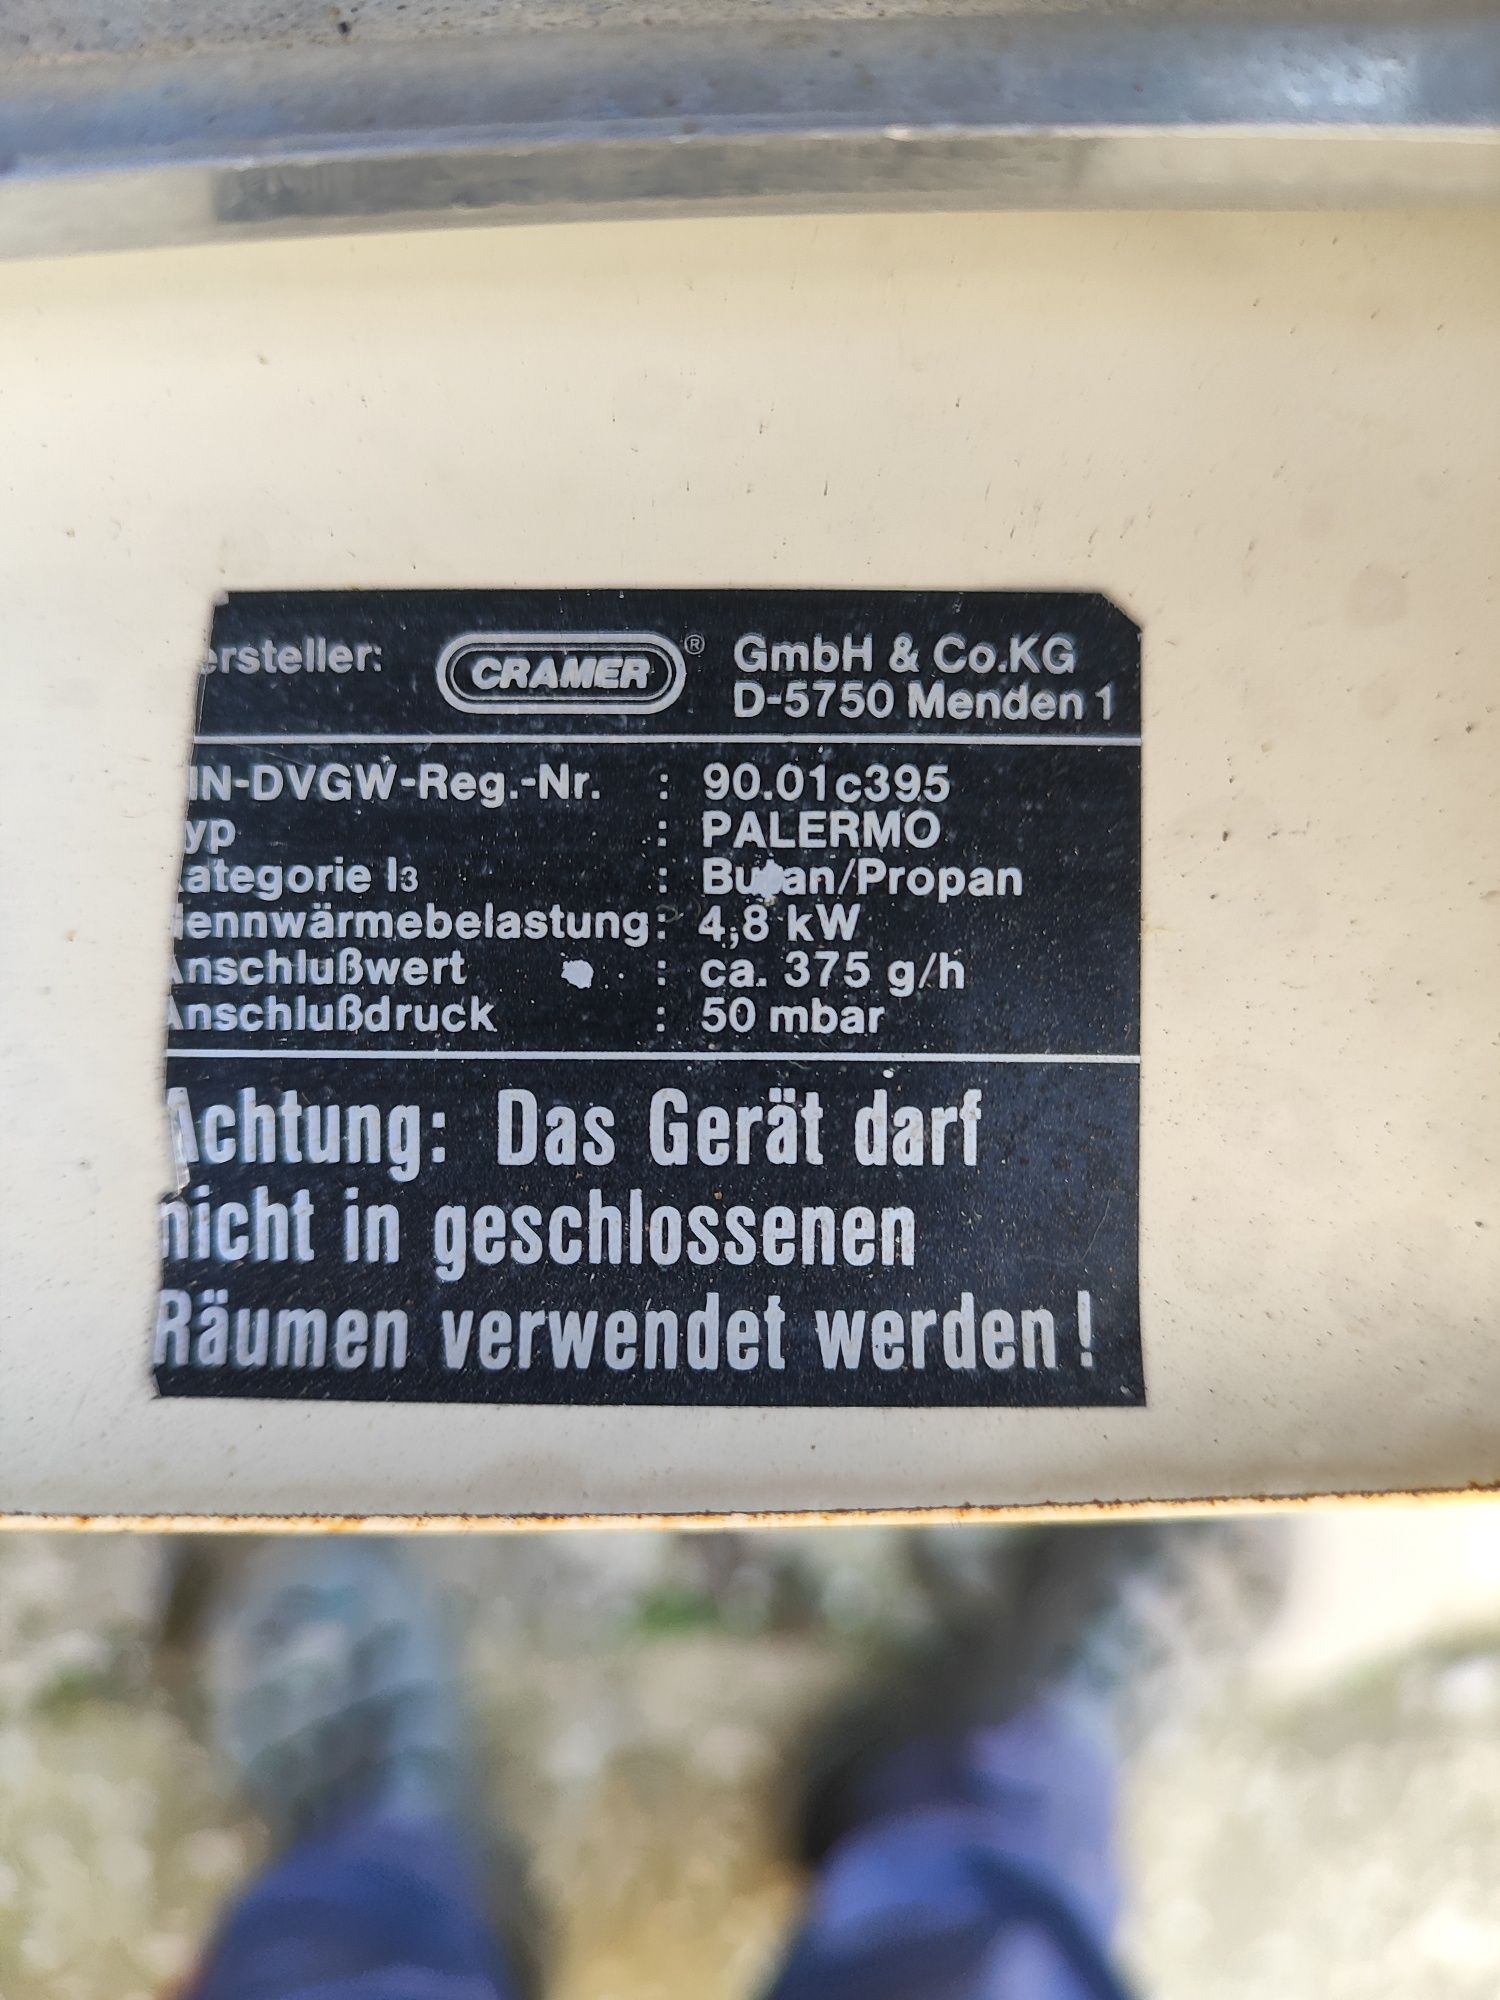 ersteller: CRAMER® GmbH & Co.KG
D-5750 Menden 1
IN-DVGW-Reg.-Nr. : 90.01c395
yp : PALERMO
ategorie I3 : Butan/Propan
Nennwärmebelastung: 4,8 kW
Anschlußwert : ca. 375 g/h
Anschlußdruck : 50 mbar
Achtung: Das Gerät darf
nicht in geschlossenen
Räumen verwendet werden!